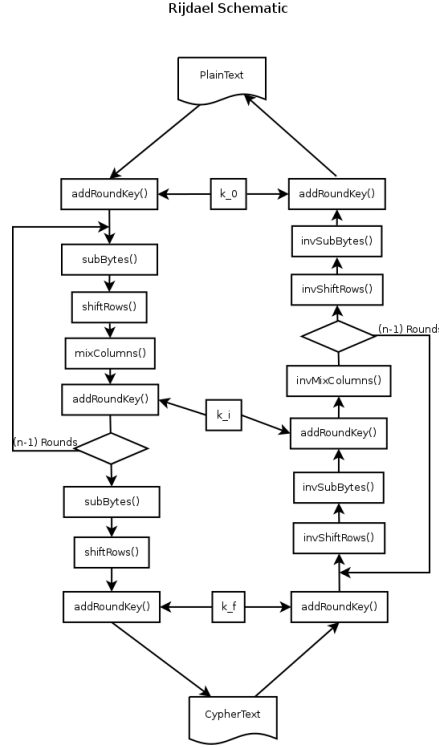 Rijdael Schematic
PlainText
addRoundKey()
k_0
addRoundKey()
subBytes()
invSubBytes()
shiftRows()
invShiftRows()
(n-1) Rounds
mixColumns()
invMixColumns()
addRoundKey()
k_i
addRoundKey()
(n-1) Rounds
subBytes()
invSubBytes()
shiftRows()
invShiftRows()
addRoundKey()
k_f
addRoundKey()
CypherText